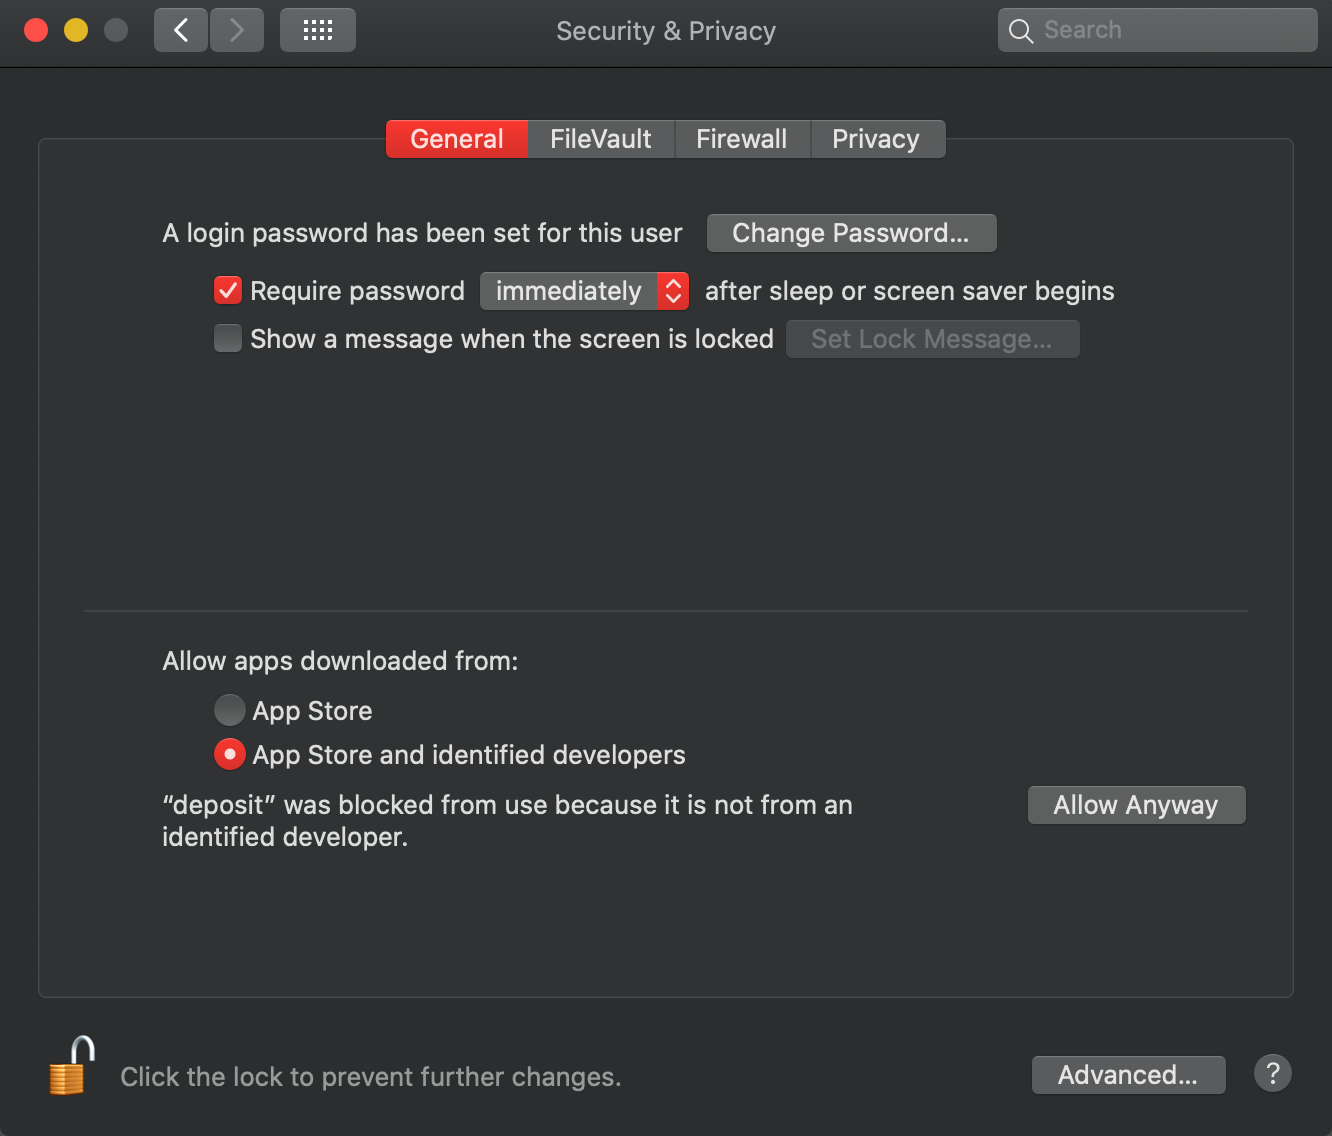 Security & Privacy
Search
General FileVault Firewall Privacy
A login password has been set for this user Change Password...
Require password immediately after sleep or screen saver begins
Show a message when the screen is locked Set Lock Message...
Allow apps downloaded from:
App Store
App Store and identified developers
“deposit” was blocked from use because it is not from an
identified developer.
Allow Anyway
Click the lock to prevent further changes.
Advanced... ?